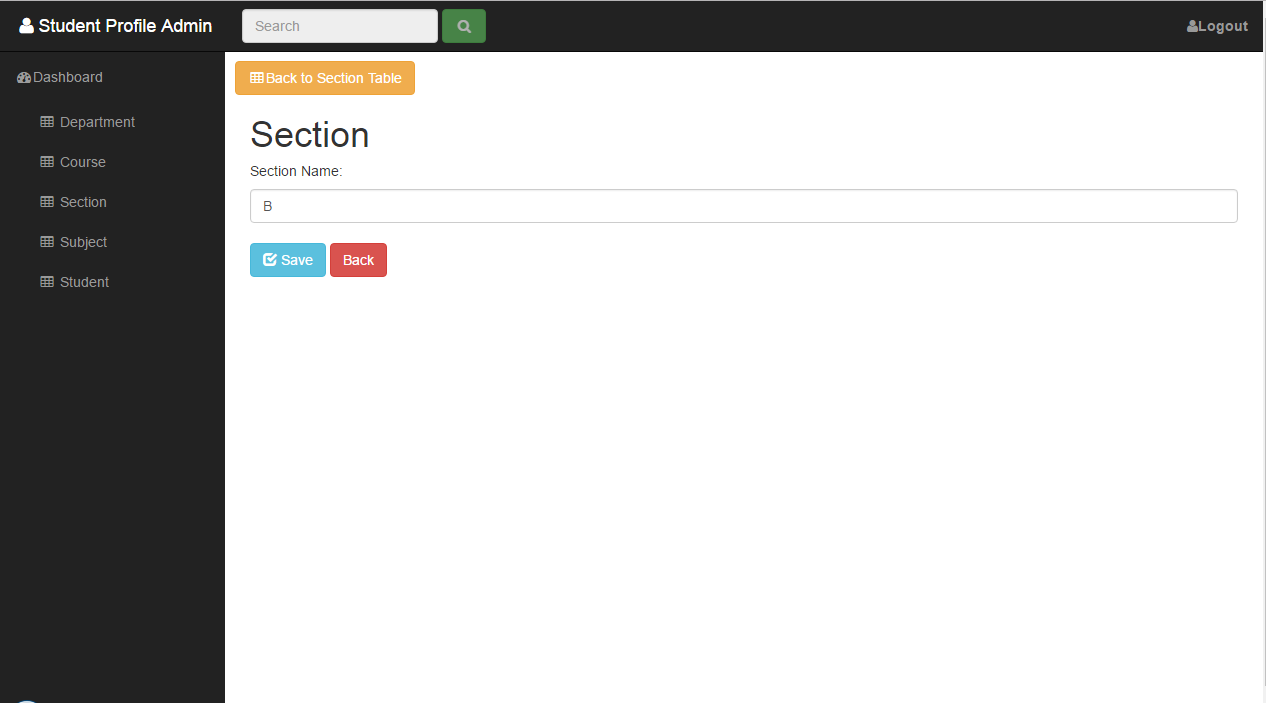 Student Profile Admin
Search
Logout
Dashboard
Department
Course
Section
Subject
Student
Back to Section Table
Section
Section Name:
B
Save
Back